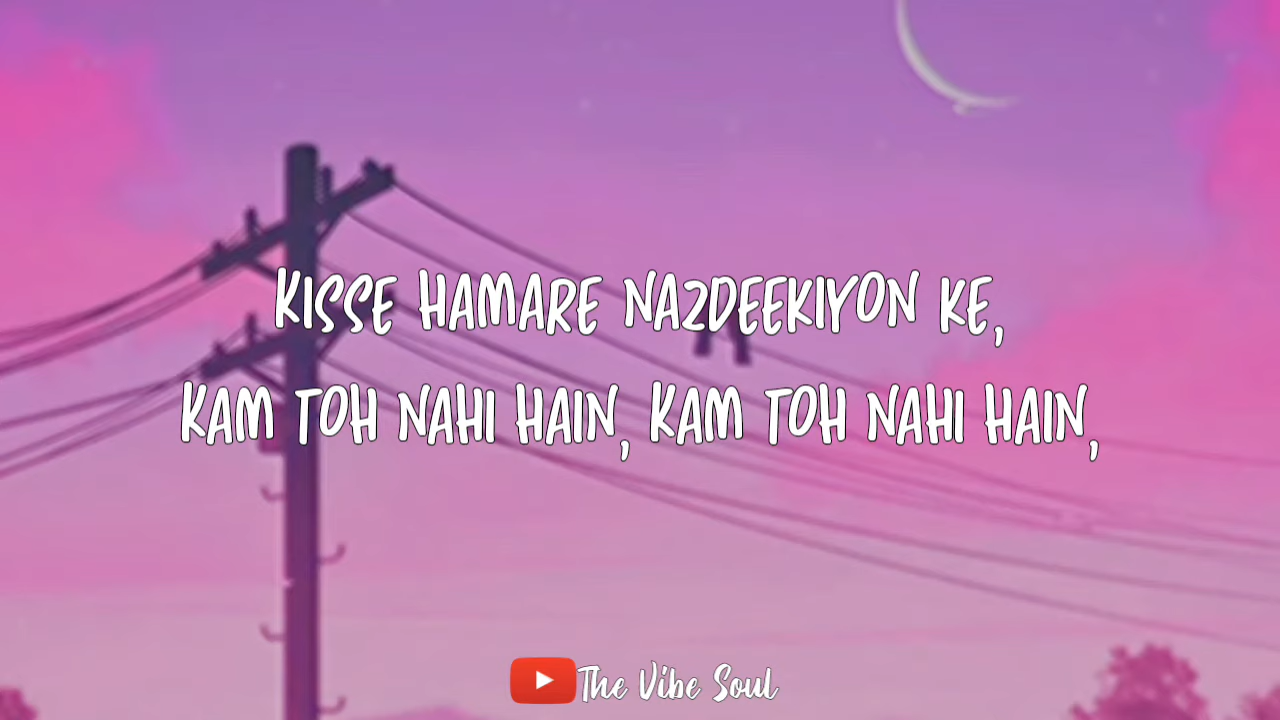 KISSE HAMARE NAZDEEKIYON KE,
KAM TOH NAHI HAIN, KAM TOH NAHI HAIN,
The Vibe Soul